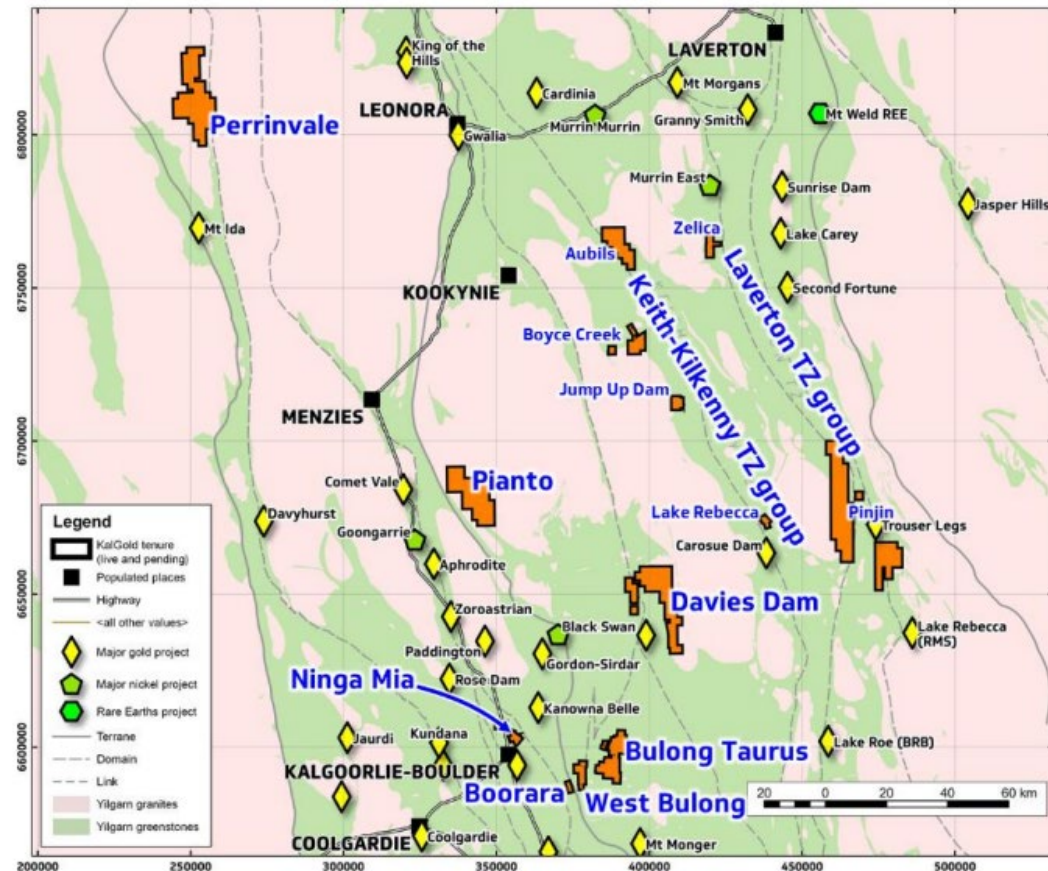 King of the
Hills
LAVERTON
Mt Morgans
Cardinia
LEONORA
Perrinvale
Murrin Murrin
Granny Smith
Mt Weld REE
Gwalia
6800000
Murrin East
Sunrise Dam
Jasper Hills
Mt Ida
Zelica
Lake Carey
Aubils
KOOKYNIE
Second Fortune
6750000
Keith-Kilkenny TZ group
Laverton TZ group
Boyce Creek
Jump Up Dam
MENZIES
6700000
Comet Vale
Pianto
Davyhurst
Goongarrie
Lake Rebecca
Pinjin
Trouser Legs
Carosue Dam
Aphrodite
6650000
Davies Dam
Zoroastrian
Black Swan
Lake Rebecca
(RMS)
Paddington
Gordon-Sirdar
Ninga Mia
Rose Dam
Kanowna Belle
Jaurdi
Kundana
Bulong Taurus
Lake Roe (BRB)
6600000
KALGOORLIE-BOULDER
Boorara
West Bulong
COOLGARDIE
Coolgardie
Mt Monger
Legend
KalGold tenure
(live and pending)
Populated places
Highway
<all other values>
Major gold project
Major nickel project
Rare Earths project
Terrane
Domain
Link
Yilgarn granites
Yilgarn greenstones
20 0 20 40 60 km
200000 250000 300000 350000 400000 450000 500000